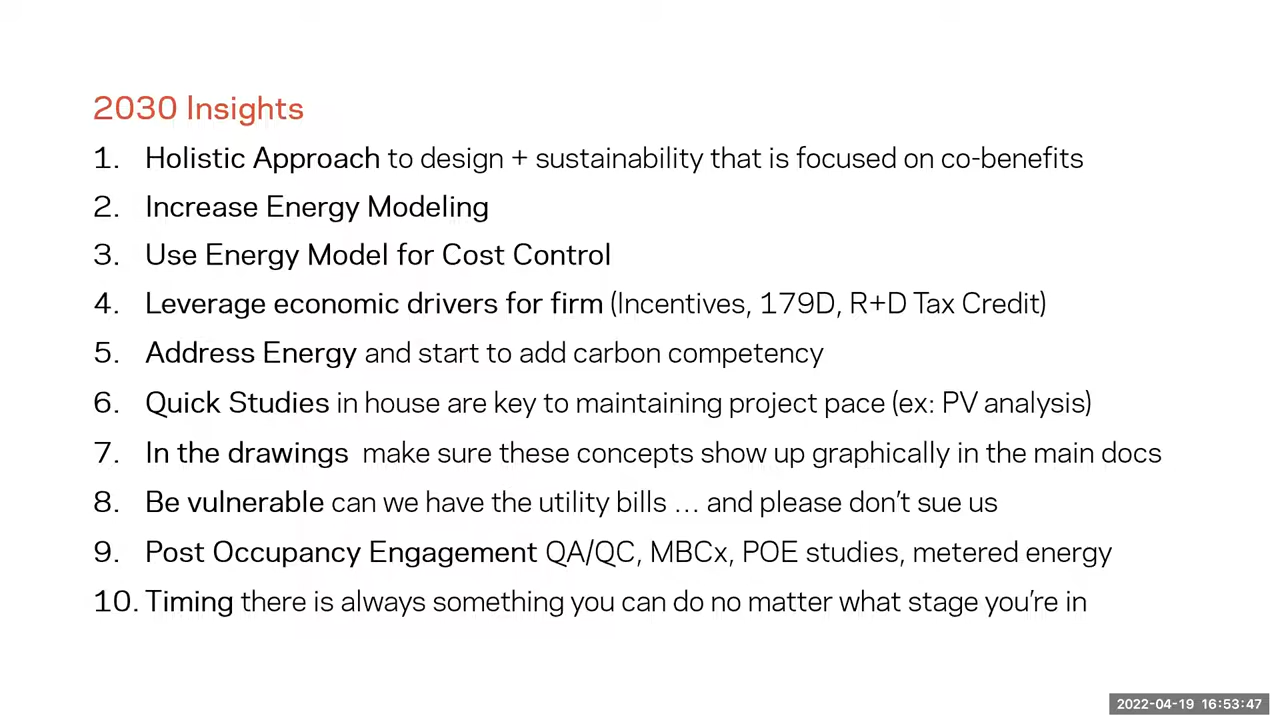 2030 Insights
1. Holistic Approach to design + sustainability that is focused on co-benefits
2. Increase Energy Modeling
3. Use Energy Model for Cost Control
4. Leverage economic drivers for firm (Incentives, 179D, R+D Tax Credit)
5. Address Energy and start to add carbon competency
6. Quick Studies in house are key to maintaining project pace (ex: PV analysis)
7. In the drawings make sure these concepts show up graphically in the main docs
8. Be vulnerable can we have the utility bills … and please don’t sue us
9. Post Occupancy Engagement QA/QC, MBCx, POE studies, metered energy
10. Timing there is always something you can do no matter what stage you’re in
2022-04-19 16:53:47